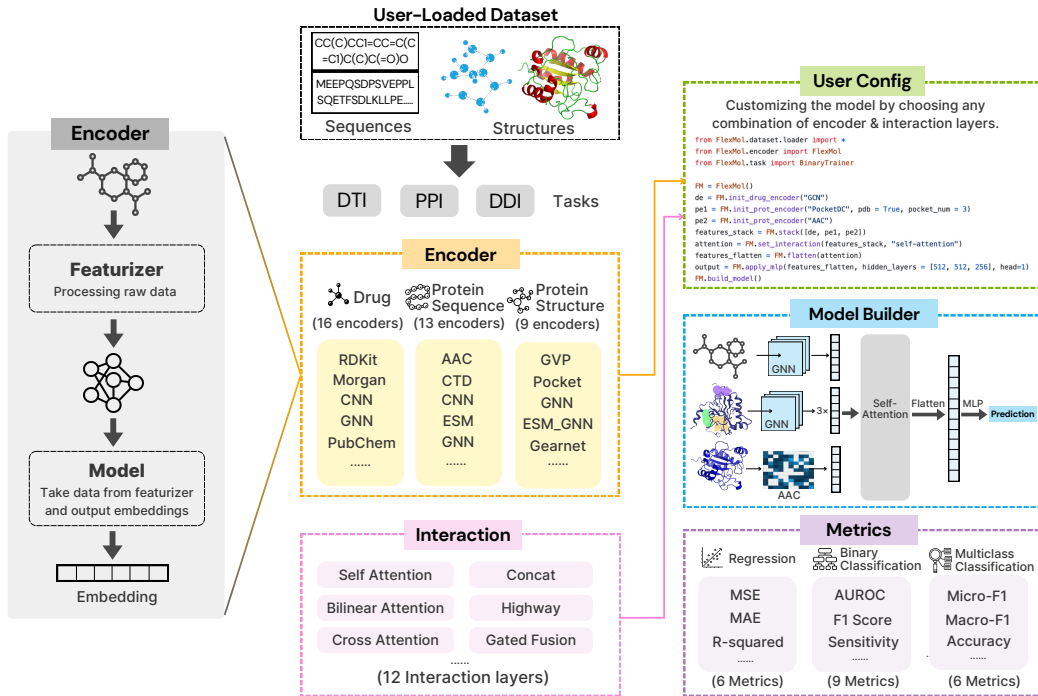 User-Loaded Dataset
CC(C)CC1=CC=C(C
=C1)C(C)C(=O)O
MEEPQSDPSVEPPL
SQETFSDLKLLPE.....
Sequences
Structures
DTI
PPI
DDI
Tasks
Encoder
Featurizer
Processing raw data
Model
Take data from featurizer
and output embeddings
Embedding
Encoder
Drug
(16 encoders)
Protein
Sequence
(13 encoders)
Protein
Structure
(9 encoders)
RDKit
Morgan
CNN
GNN
PubChem
......
AAC
CTD
CNN
ESM
GNN
......
GVP
Pocket
GNN
ESM_GNN
Gearnet
......
Interaction
Self Attention
Concat
Bilinear Attention
Highway
Cross Attention
Gated Fusion
......
(12 Interaction layers)
User Config
Customizing the model by choosing any
combination of encoder & interaction layers.
from FlexMol.dataset.loader import *
from FlexMol.encoder import FlexMol
from FlexMol.task import BinaryTrainer
FM = FlexMol()
de = FM.init_drug_encoder("GCN")
pe1 = FM.init_prot_encoder("PocketDC", pdb = True, pocket_num = 3)
pe2 = FM.init_prot_encoder("AAC")
features_stack = FM.stack([de, pe1, pe2])
attention = FM.set_interaction(features_stack, "self-attention")
features_flatten = FM.flatten(attention)
output = FM.apply_mlp(features_flatten, hidden_layers = [512, 512, 256], head=1)
FM.build_model()
Model Builder
GNN
GNN
3×
AAC
Self-
Attention
Flatten
MLP
Prediction
Metrics
Regression
Binary
Classification
Multiclass
Classification
MSE
MAE
R-squared
......
(6 Metrics)
AUROC
F1 Score
Sensitivity
......
(9 Metrics)
Micro-F1
Macro-F1
Accuracy
......
(6 Metrics)